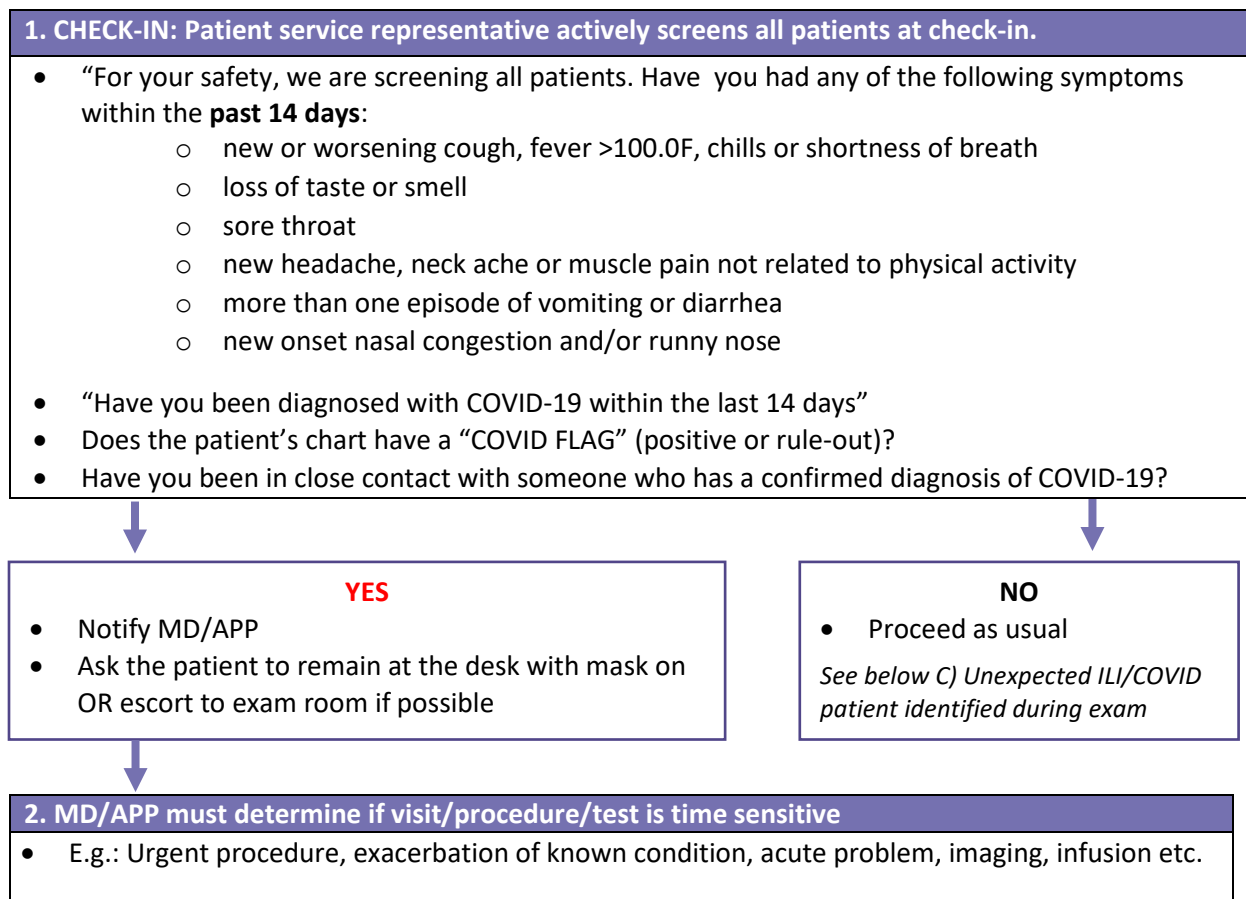 1. CHECK-IN: Patient service representative actively screens all patients at check-in.
• “For your safety, we are screening all patients. Have  you had any of the following symptoms
within the past 14 days:
o new or worsening cough, fever >100.0F, chills or shortness of breath
o loss of taste or smell
o sore throat
o new headache, neck ache or muscle pain not related to physical activity
o more than one episode of vomiting or diarrhea
o new onset nasal congestion and/or runny nose
• “Have you been diagnosed with COVID-19 within the last 14 days”
• Does the patient’s chart have a “COVID FLAG” (positive or rule-out)?
• Have you been in close contact with someone who has a confirmed diagnosis of COVID-19?
YES
• Notify MD/APP
• Ask the patient to remain at the desk with mask on
OR escort to exam room if possible
NO
• Proceed as usual
See below C) Unexpected ILI/COVID
patient identified during exam
2. MD/APP must determine if visit/procedure/test is time sensitive
• E.g.: Urgent procedure, exacerbation of known condition, acute problem, imaging, infusion etc.